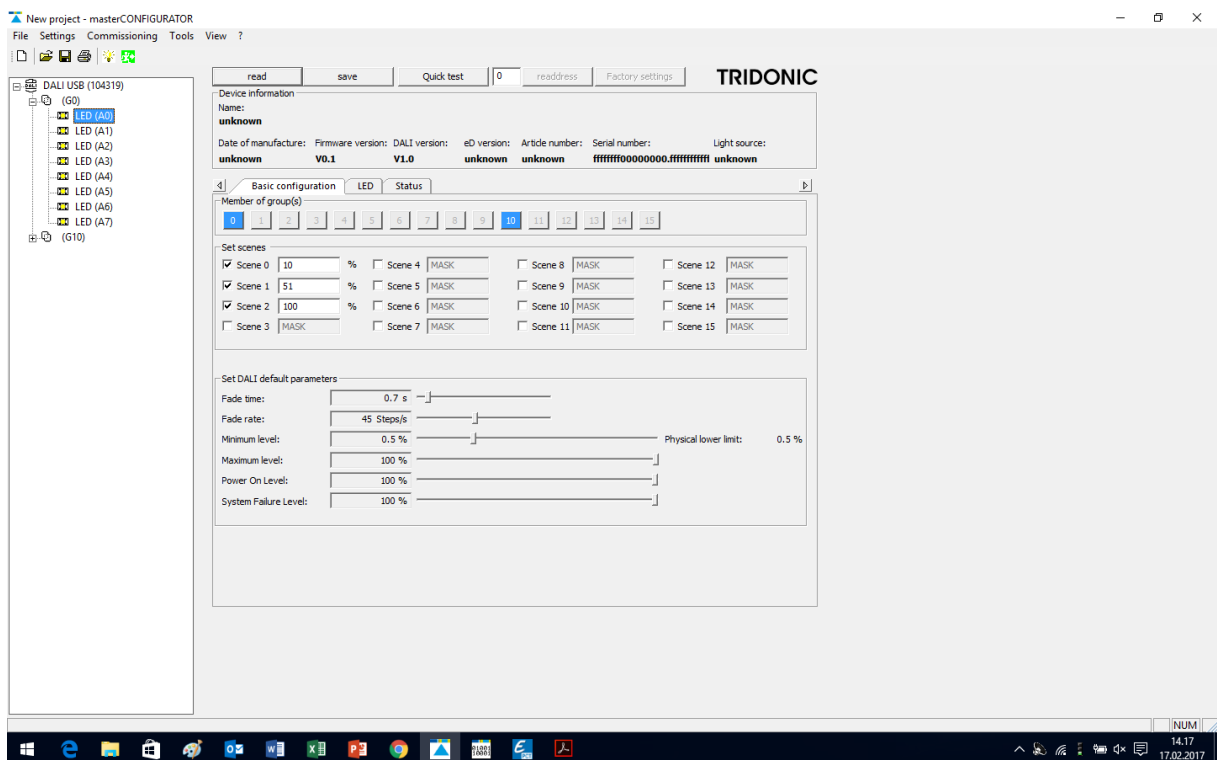 New project - masterCONFIGURATOR
File Settings Commissioning Tools View ?
DALI USB (104319)
(G0)
LED (A0)
LED (A1)
LED (A2)
LED (A3)
LED (A4)
LED (A5)
LED (A6)
LED (A7)
(G10)
read save Quick test 0 readdress Factory settings TRIDONIC
Device information
Name:
unknown
Date of manufacture: Firmware version: DALI version: eD version: Article number: Serial number: Light source:
unknown V0.1 V1.0 unknown unknown ffffffff00000000.ffffffffffff unknown
Basic configuration LED Status
Member of group(s)
0 1 2 3 4 5 6 7 8 9 10 11 12 13 14 15
Set scenes
Scene 0 10 % Scene 4 MASK Scene 8 MASK Scene 12 MASK
Scene 1 51 % Scene 5 MASK Scene 9 MASK Scene 13 MASK
Scene 2 100 % Scene 6 MASK Scene 10 MASK Scene 14 MASK
Scene 3 MASK Scene 7 MASK Scene 11 MASK Scene 15 MASK
Set DALI default parameters
Fade time: 0.7 s
Fade rate: 45 Steps/s
Minimum level: 0.5 % Physical lower limit: 0.5 %
Maximum level: 100 %
Power On Level: 100 %
System Failure Level: 100 %
NUM
14.17
17.02.2017